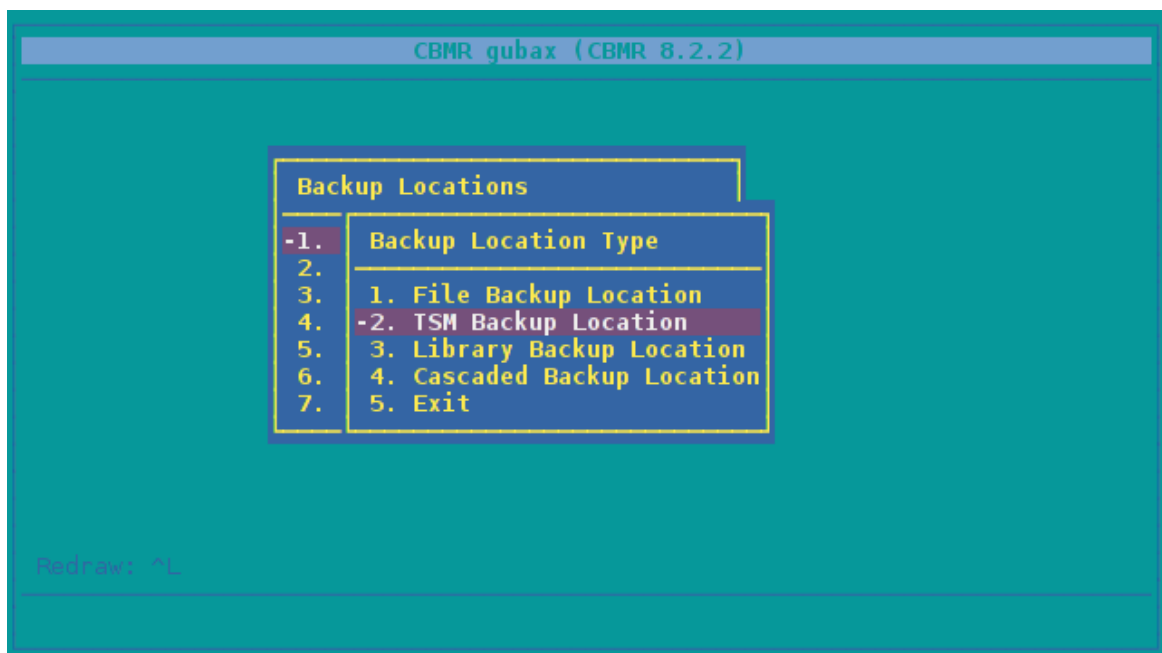 CBMR gubax (CBMR 8.2.2)
Backup Locations
-1.
2.
3.
4.
5.
6.
7.
Backup Location Type
1. File Backup Location
-2. TSM Backup Location
3. Library Backup Location
4. Cascaded Backup Location
5. Exit
Redraw: ^L